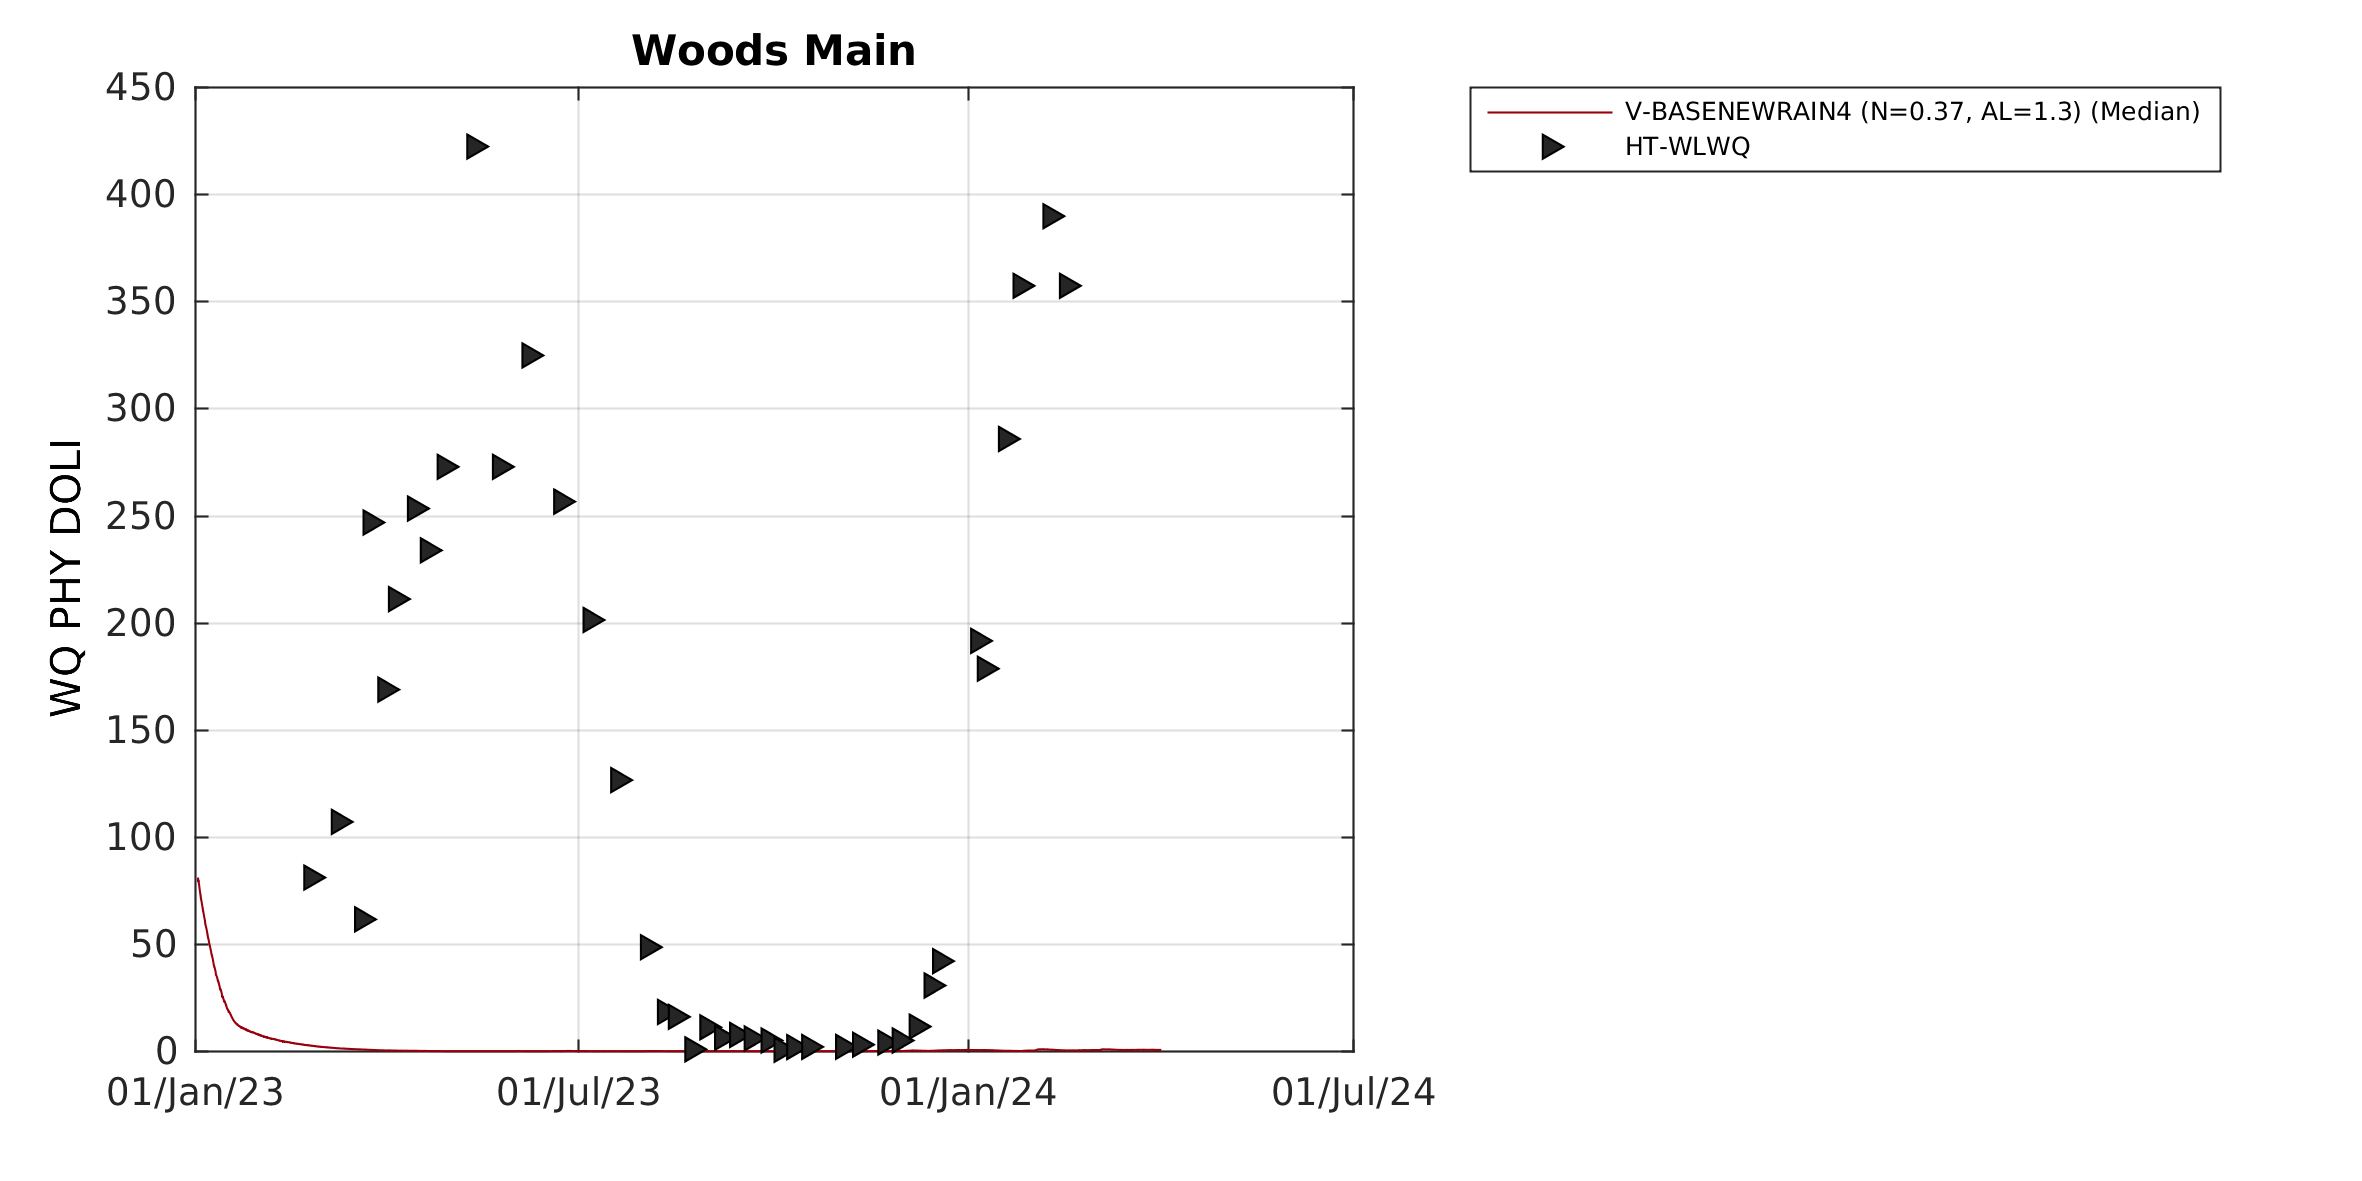 Woods Main
WQ PHY DOLI
450
400
350
300
250
200
150
100
50
0
01/Jan/23
01/Jul/23
01/Jan/24
01/Jul/24
V-BASENEWRAIN4 (N=0.37, AL=1.3) (Median)
HT-WLWQ